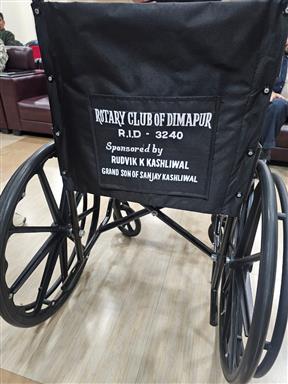 ROTARY CLUB OF DIMAPUR
R.I.D - 3240
Sponsored by
RUDVIK K KASHLIWAL
GRAND SON OF SANJAY KASHLIWAL